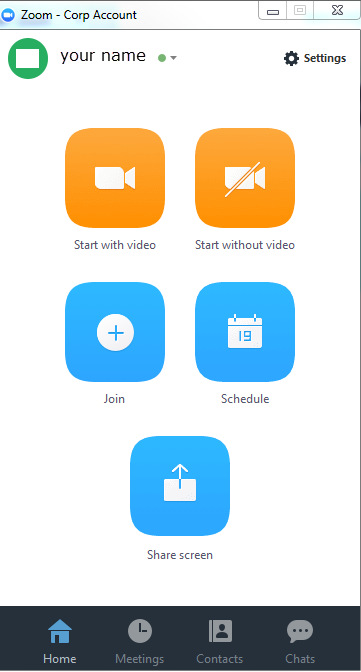 Zoom - Corp Account
your name
Settings
Start with video
Start without video
19
Join
Schedule
Share screen
Home
Meetings
Contacts
Chats